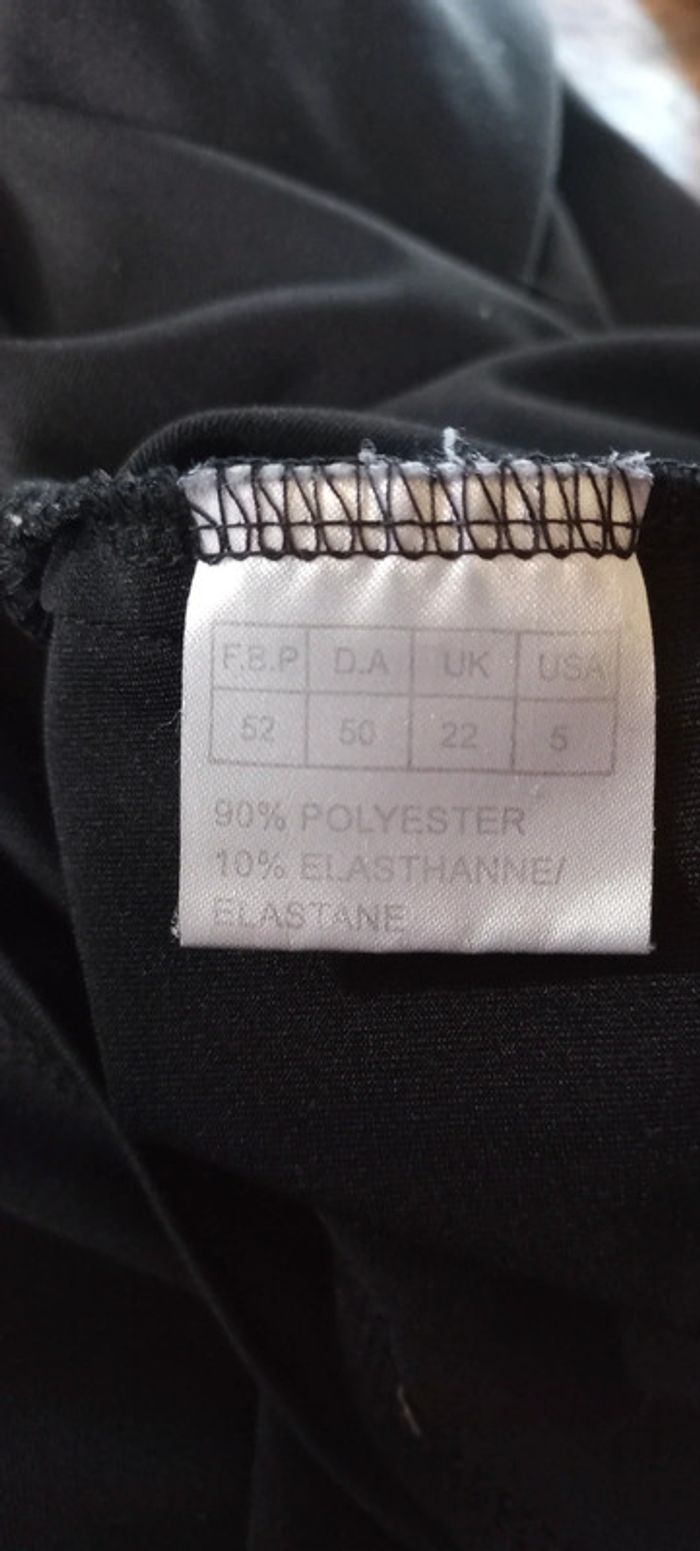 F.B.P D.A UK USA
52 50 22 5
90% POLYESTER
10% ELASTHANNE/
ELASTANE